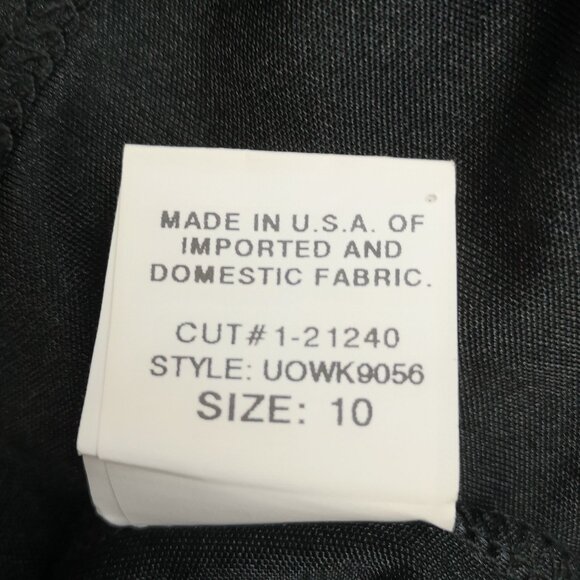 MADE IN U.S.A. OF
IMPORTED AND
DOMESTIC FABRIC.
CUT#1-21240
STYLE: UOWK9056
SIZE: 10